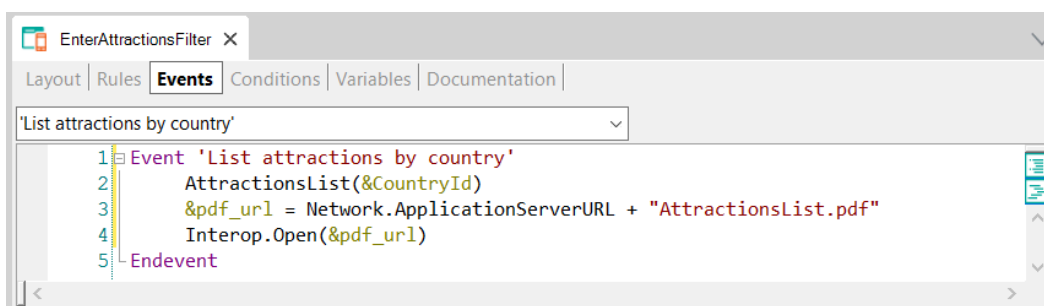 EnterAttractionsFilter
Layout Rules Events Conditions Variables Documentation
'List attractions by country'
1 Event 'List attractions by country'
2 AttractionsList(&CountryId)
3 &pdf_url = Network.ApplicationServerURL + "AttractionsList.pdf"
4 Interop.Open(&pdf_url)
5 Endevent